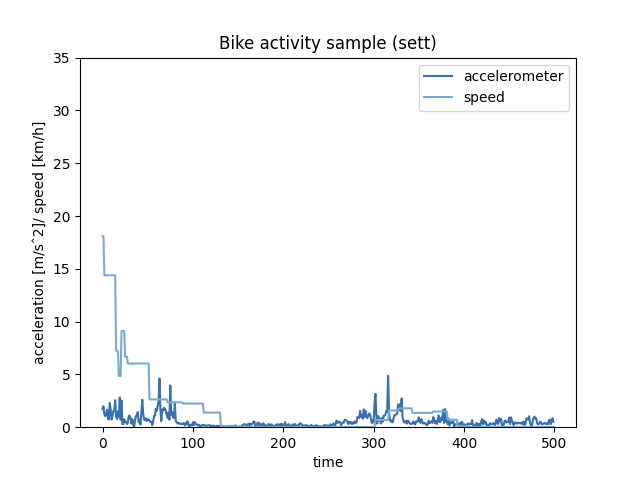 Bike activity sample (sett)
accelerometer
speed
acceleration [m/sˆ2]/ speed [km/h]
35
30
25
20
15
10
5
0
0 100 200 300 400 500
time